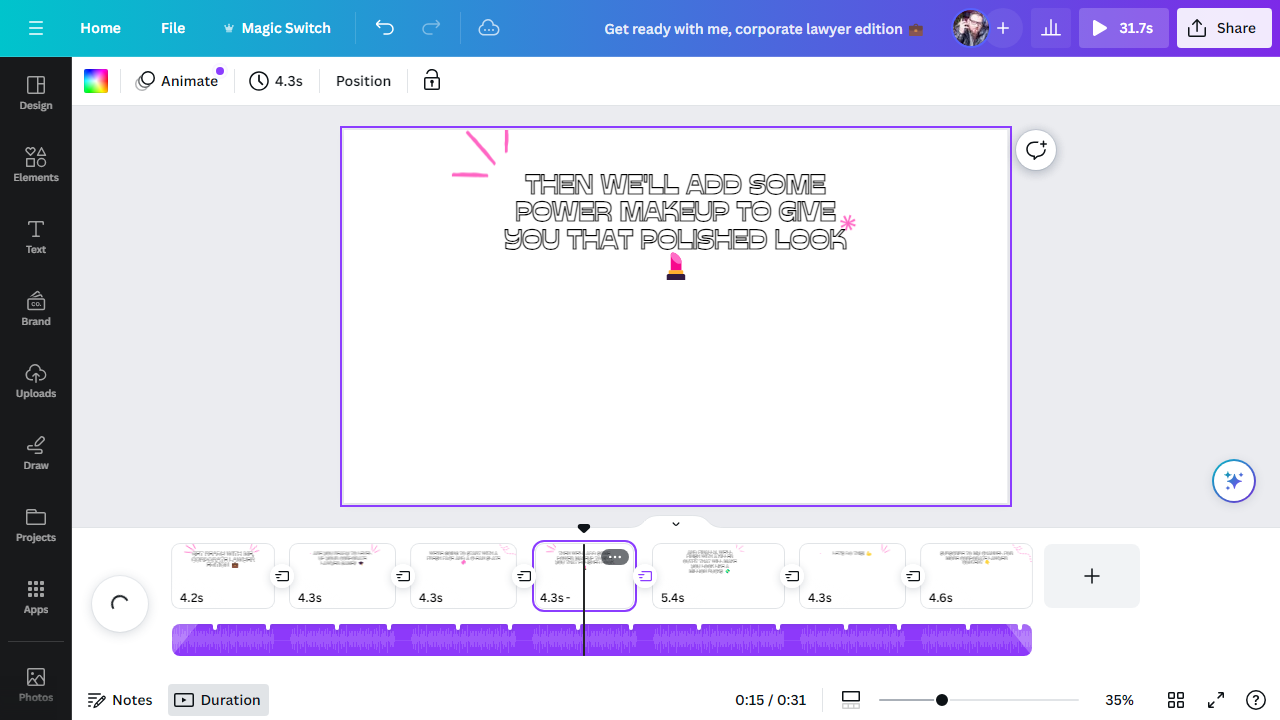 Home
File
Magic Switch
Get ready with me, corporate lawyer edition 💼
31.7s
Share
Design
Elements
Text
CO.
Brand
Uploads
Draw
Projects
Apps
Photos
Animate
4.3s
Position
THEN WE'LL ADD SOME
POWER MAKEUP TO GIVE
YOU THAT POLISHED LOOK
4.2s
4.3s
4.3s
4.3s -
5.4s
4.3s
4.6s
Notes
Duration
0:15 / 0:31
35%